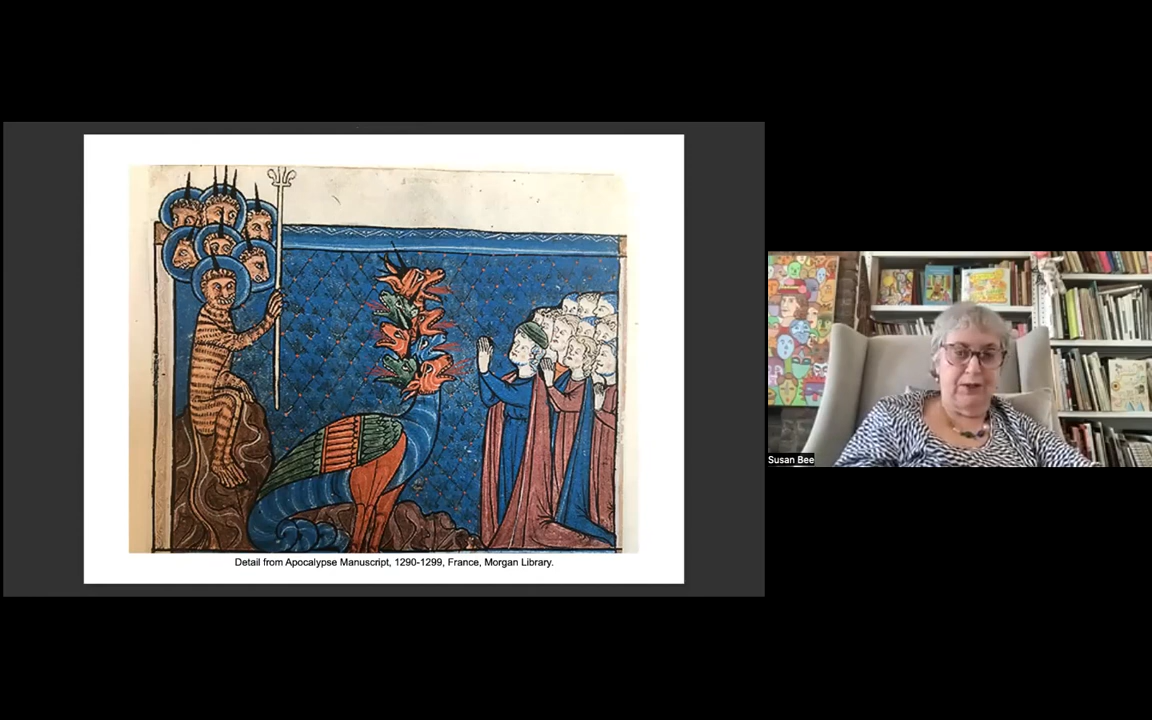 Detail from Apocalypse Manuscript, 1290-1299, France, Morgan Library.
Susan Bee